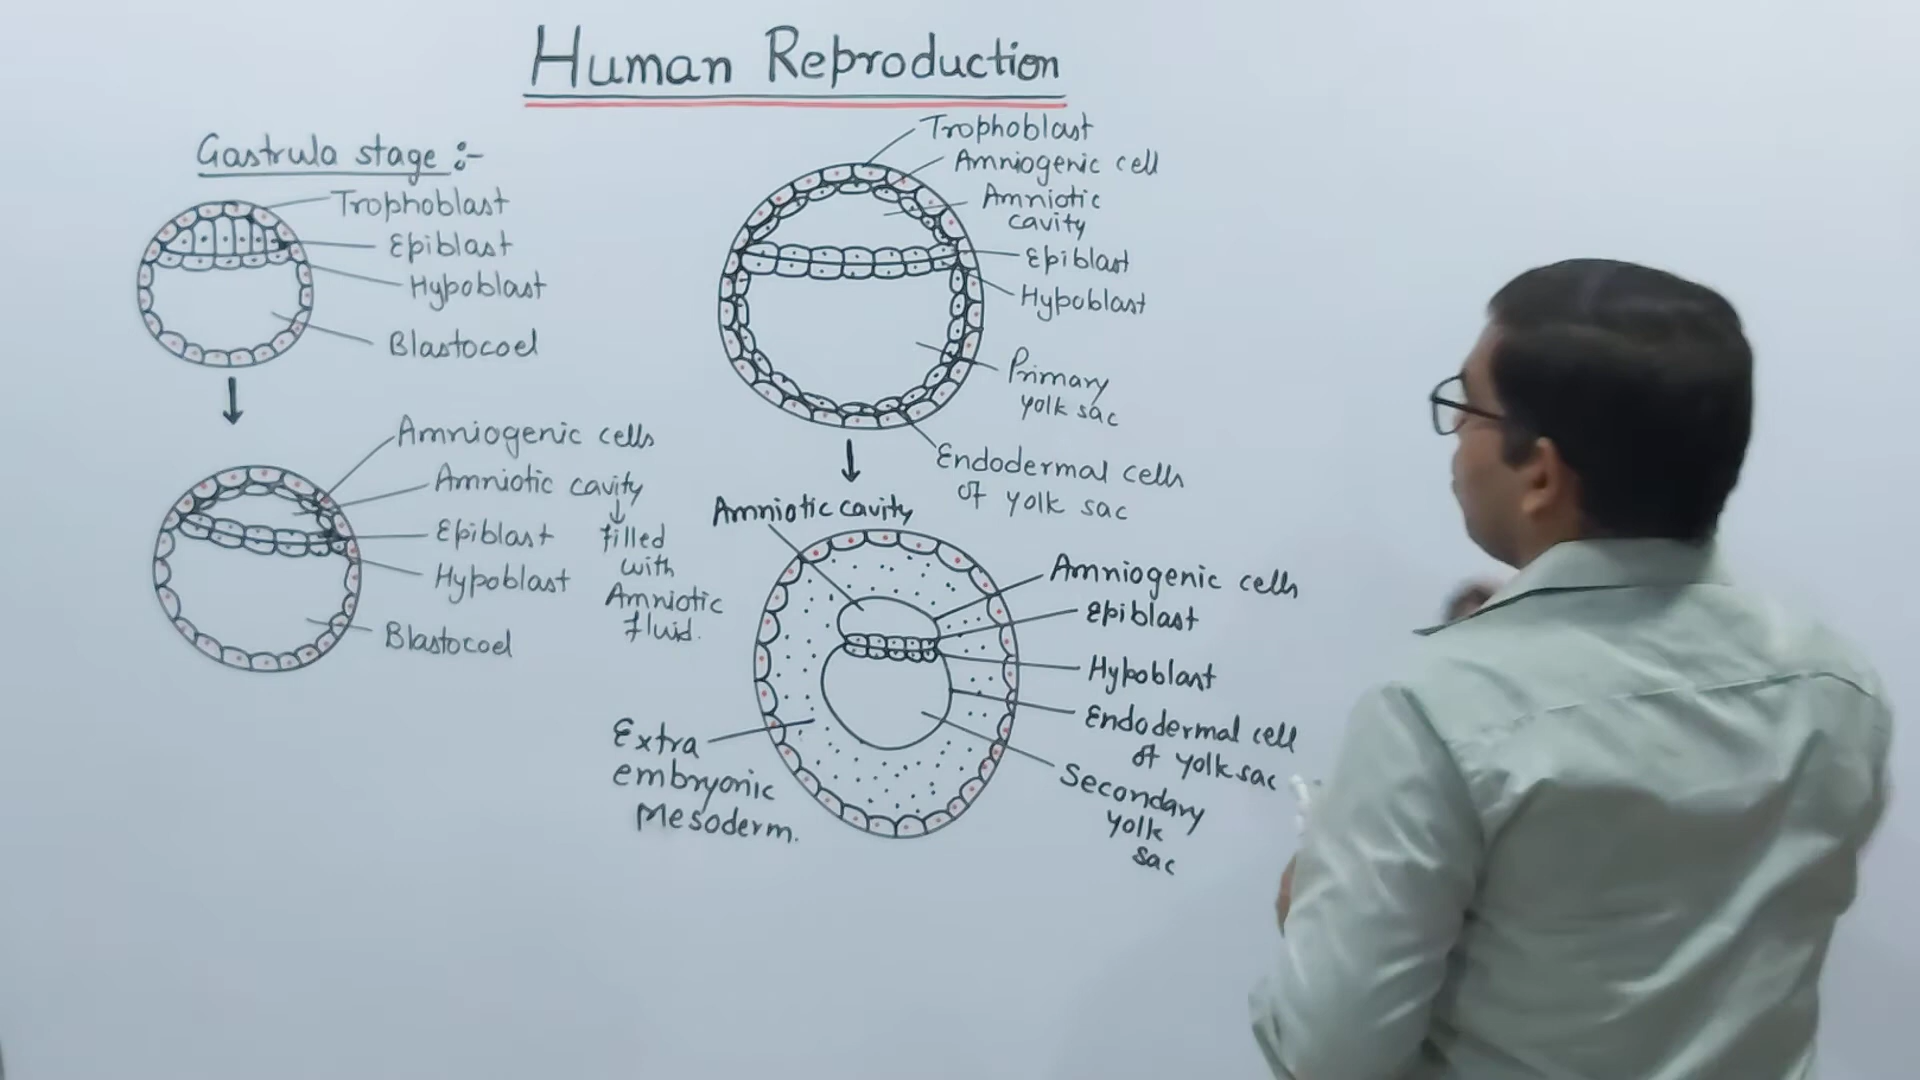 Human Reproduction
Gastrula stage :-
Trophoblast
Epiblast
Hypoblast
Blastocoel
Amniogenic cells
Amniotic cavity
Epiblast
Hypoblast
Blastocoel
filled
with
Amniotic
fluid.
Trophoblast
Amniogenic cell
Amniotic
cavity
Epiblast
Hypoblast
Primary
yolk sac
Endodermal cells
of yolk sac
Amniotic cavity
Amniogenic cells
Epiblast
Hypoblast
Endodermal cell
of yolk sac
Secondary
yolk
sac
Extra
embryonic
Mesoderm.